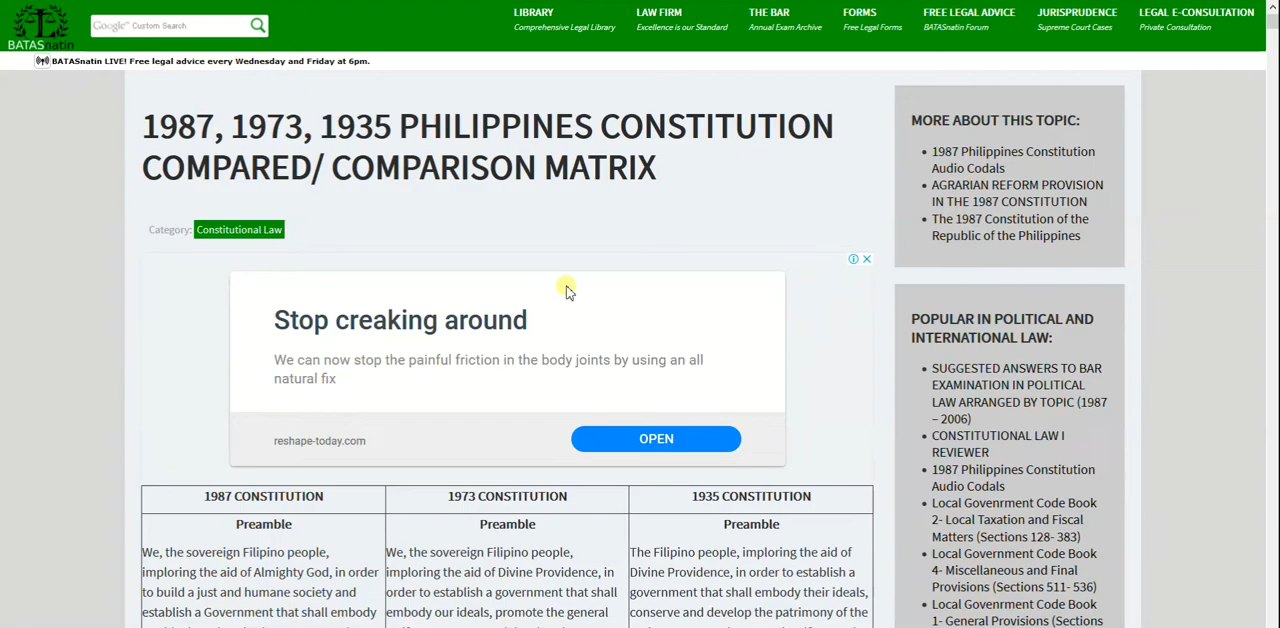 BATASnatin
Google™ Custom Search
LIBRARY
Comprehensive Legal Library
LAW FIRM
Excellence is our Standard
THE BAR
Annual Exam Archive
FORMS
Free Legal Forms
FREE LEGAL ADVICE
BATASnatin Forum
JURISPRUDENCE
Supreme Court Cases
LEGAL E-CONSULTATION
Private Consultation
BATASnatin LIVE! Free legal advice every Wednesday and Friday at 6pm.
1987, 1973, 1935 PHILIPPINES CONSTITUTION
COMPARED/ COMPARISON MATRIX
Category: Constitutional Law
Stop creaking around
We can now stop the painful friction in the body joints by using an all
natural fix
reshape-today.com
OPEN
1987 CONSTITUTION
1973 CONSTITUTION
1935 CONSTITUTION
Preamble
Preamble
Preamble
We, the sovereign Filipino people,
imploring the aid of Almighty God, in order
to build a just and humane society and
establish a Government that shall embody
We, the sovereign Filipino people,
imploring the aid of Divine Providence, in
order to establish a government that shall
embody our ideals, promote the general
The Filipino people, imploring the aid of
Divine Providence, in order to establish a
government that shall embody their ideals,
conserve and develop the patrimony of the
MORE ABOUT THIS TOPIC:
1987 Philippines Constitution
Audio Codals
AGRARIAN REFORM PROVISION
IN THE 1987 CONSTITUTION
The 1987 Constitution of the
Republic of the Philippines
POPULAR IN POLITICAL AND
INTERNATIONAL LAW:
SUGGESTED ANSWERS TO BAR
EXAMINATION IN POLITICAL
LAW ARRANGED BY TOPIC (1987
– 2006)
CONSTITUTIONAL LAW I
REVIEWER
1987 Philippines Constitution
Audio Codals
Local Govenrment Code Book
2- Local Taxation and Fiscal
Matters (Sections 128- 383)
Local Government Code Book
4- Miscellaneous and Final
Provisions (Sections 511- 536)
Local Govenrment Code Book
1- General Provisions (Sections